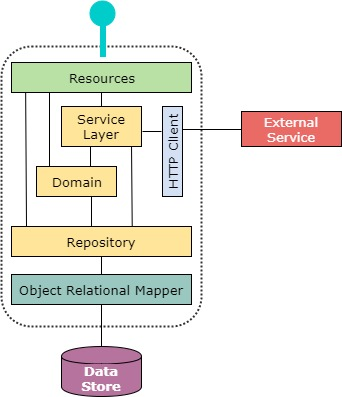 Resources
Service
Layer
HTTP Client
External
Service
Domain
Repository
Object Relational Mapper
Data
Store